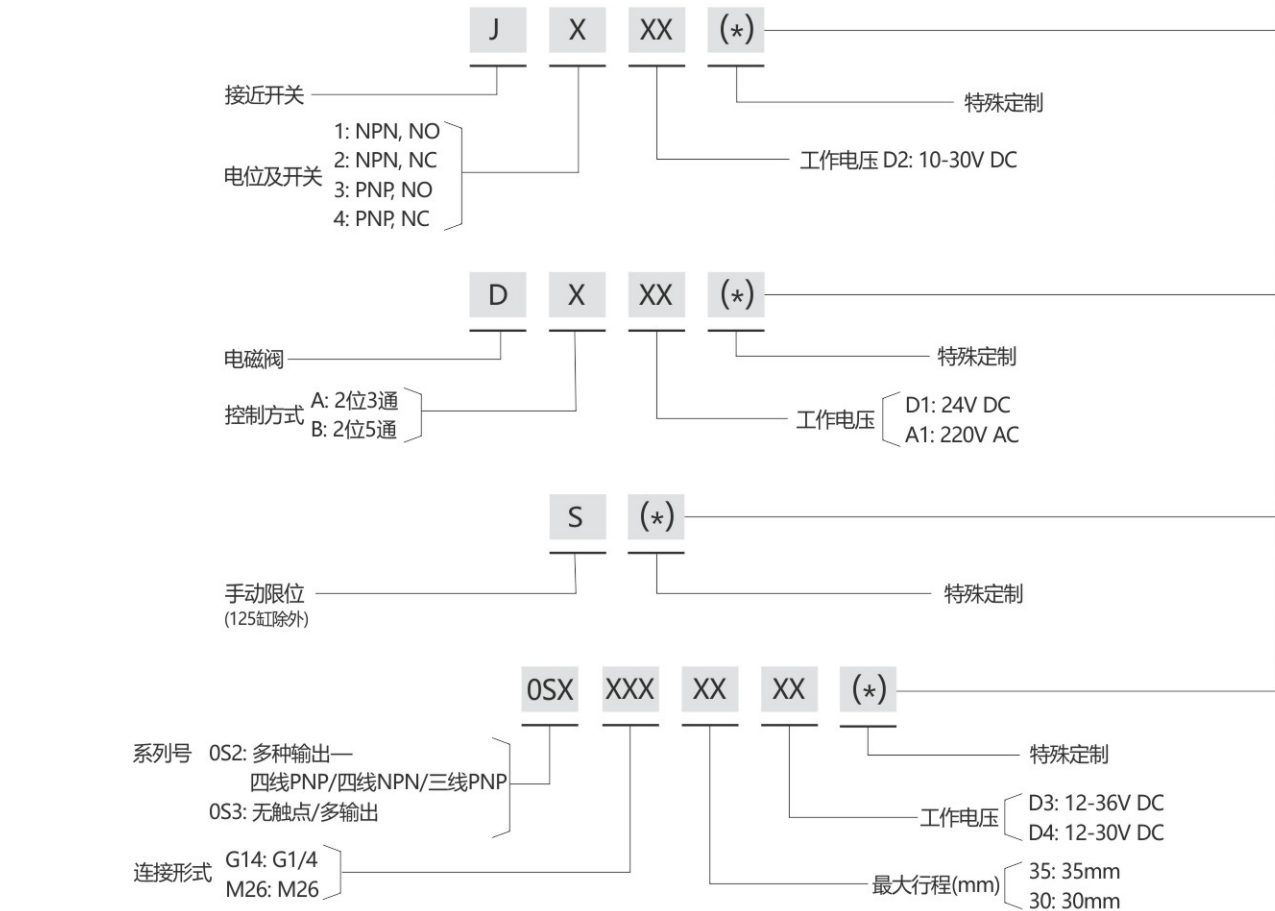 J X XX (*)
接近开关
特殊定制
1: NPN, NO
2: NPN, NC
3: PNP, NO
4: PNP, NC
电位及开关
工作电压 D2: 10-30V DC
D X XX (*)
电磁阀
特殊定制
控制方式
A: 2位3通
B: 2位5通
工作电压
D1: 24V DC
A1: 220V AC
S (*)
手动限位
(125缸除外)
特殊定制
0SX XXX XX XX (*)
系列号 0S2: 多种输出—
四线PNP/四线NPN/三线PNP
0S3: 无触点/多输出
特殊定制
工作电压
D3: 12-36V DC
D4: 12-30V DC
连接形式
G14: G1/4
M26: M26
最大行程(mm)
35: 35mm
30: 30mm